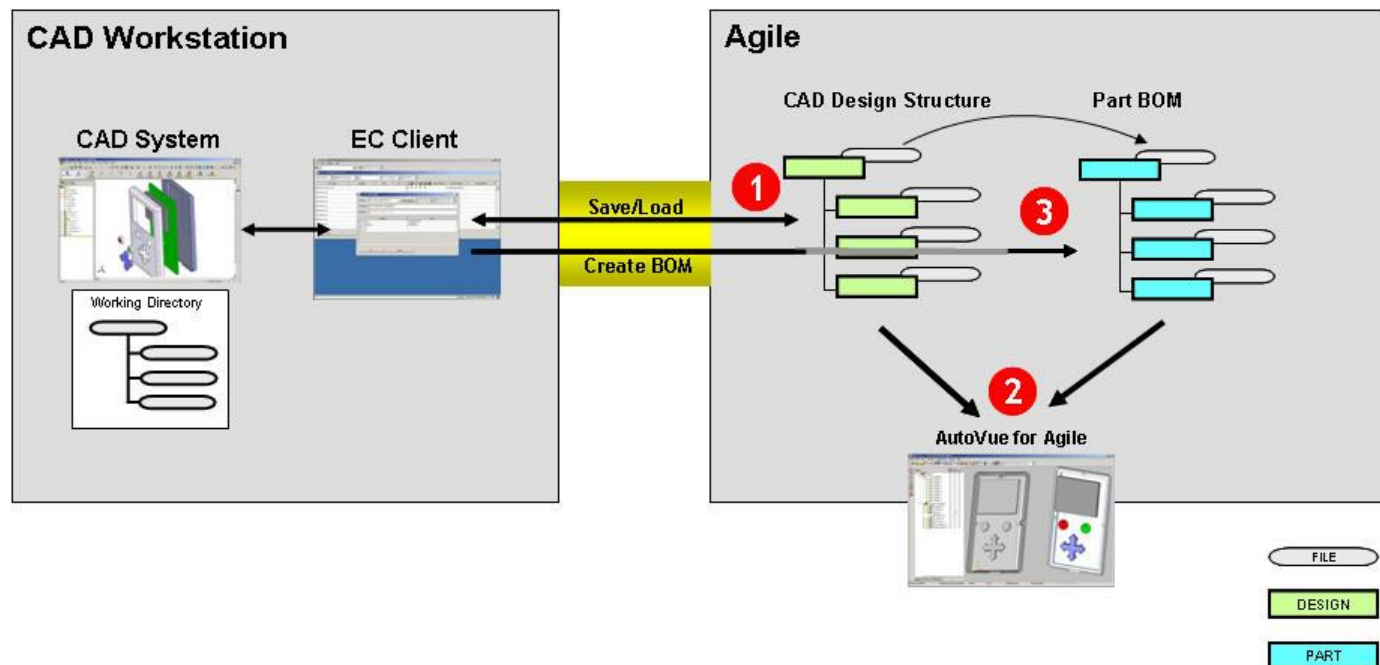 CAD Workstation
Agile
CAD Design Structure
Part BOM
CAD System
EC Client
1
Save/Load
3
Create BOM
Working Directory
2
AutoVue for Agile
FILE
DESIGN
PART